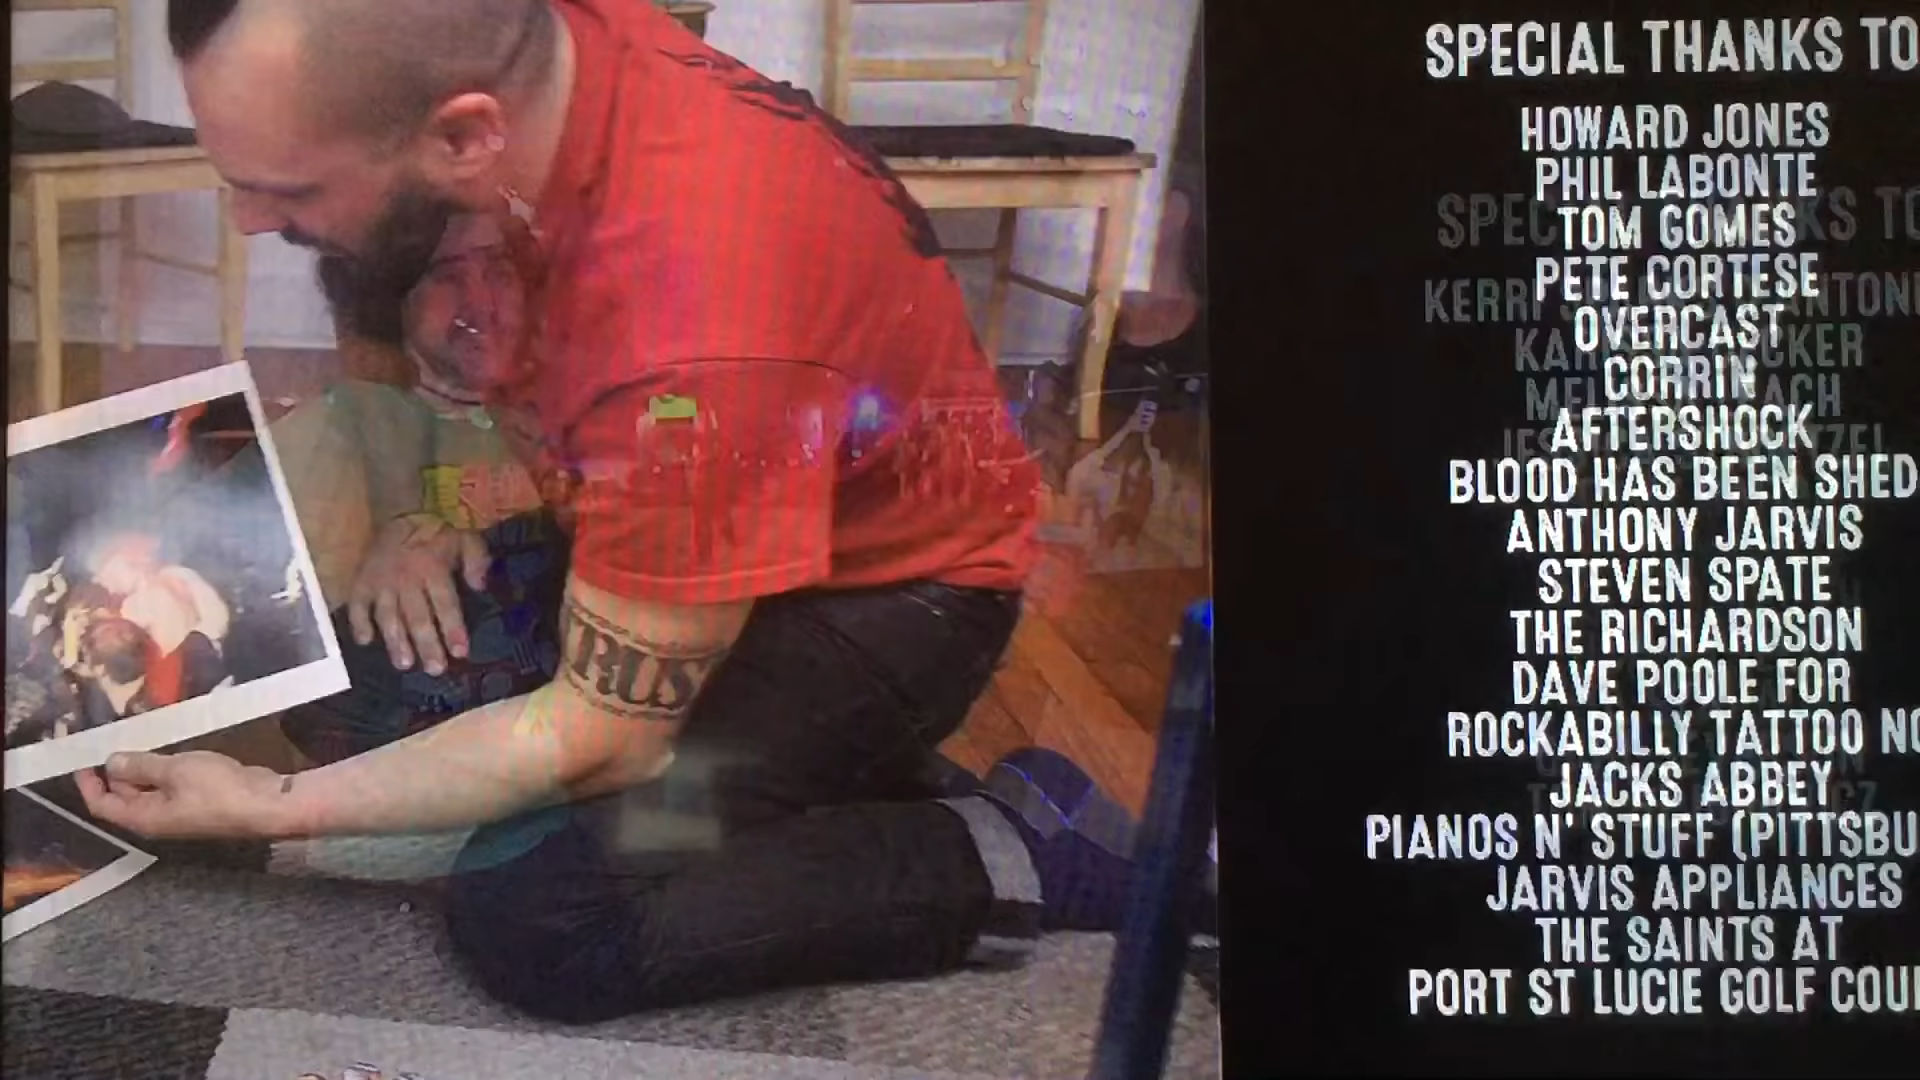 SPECIAL THANKS TO
HOWARD JONES
PHIL LABONTE
TOM GOMES
PETE CORTESE
OVERCAST
CORRIN
AFTERSHOCK
BLOOD HAS BEEN SHED
ANTHONY JARVIS
STEVEN SPATE
THE RICHARDSON
DAVE POOLE FOR
ROCKABILLY TATTOO
JACKS ABBEY
PIANOS N' STUFF
JARVIS APPLIANCES
THE SAINTS AT
PORT ST LUCIE GOLF